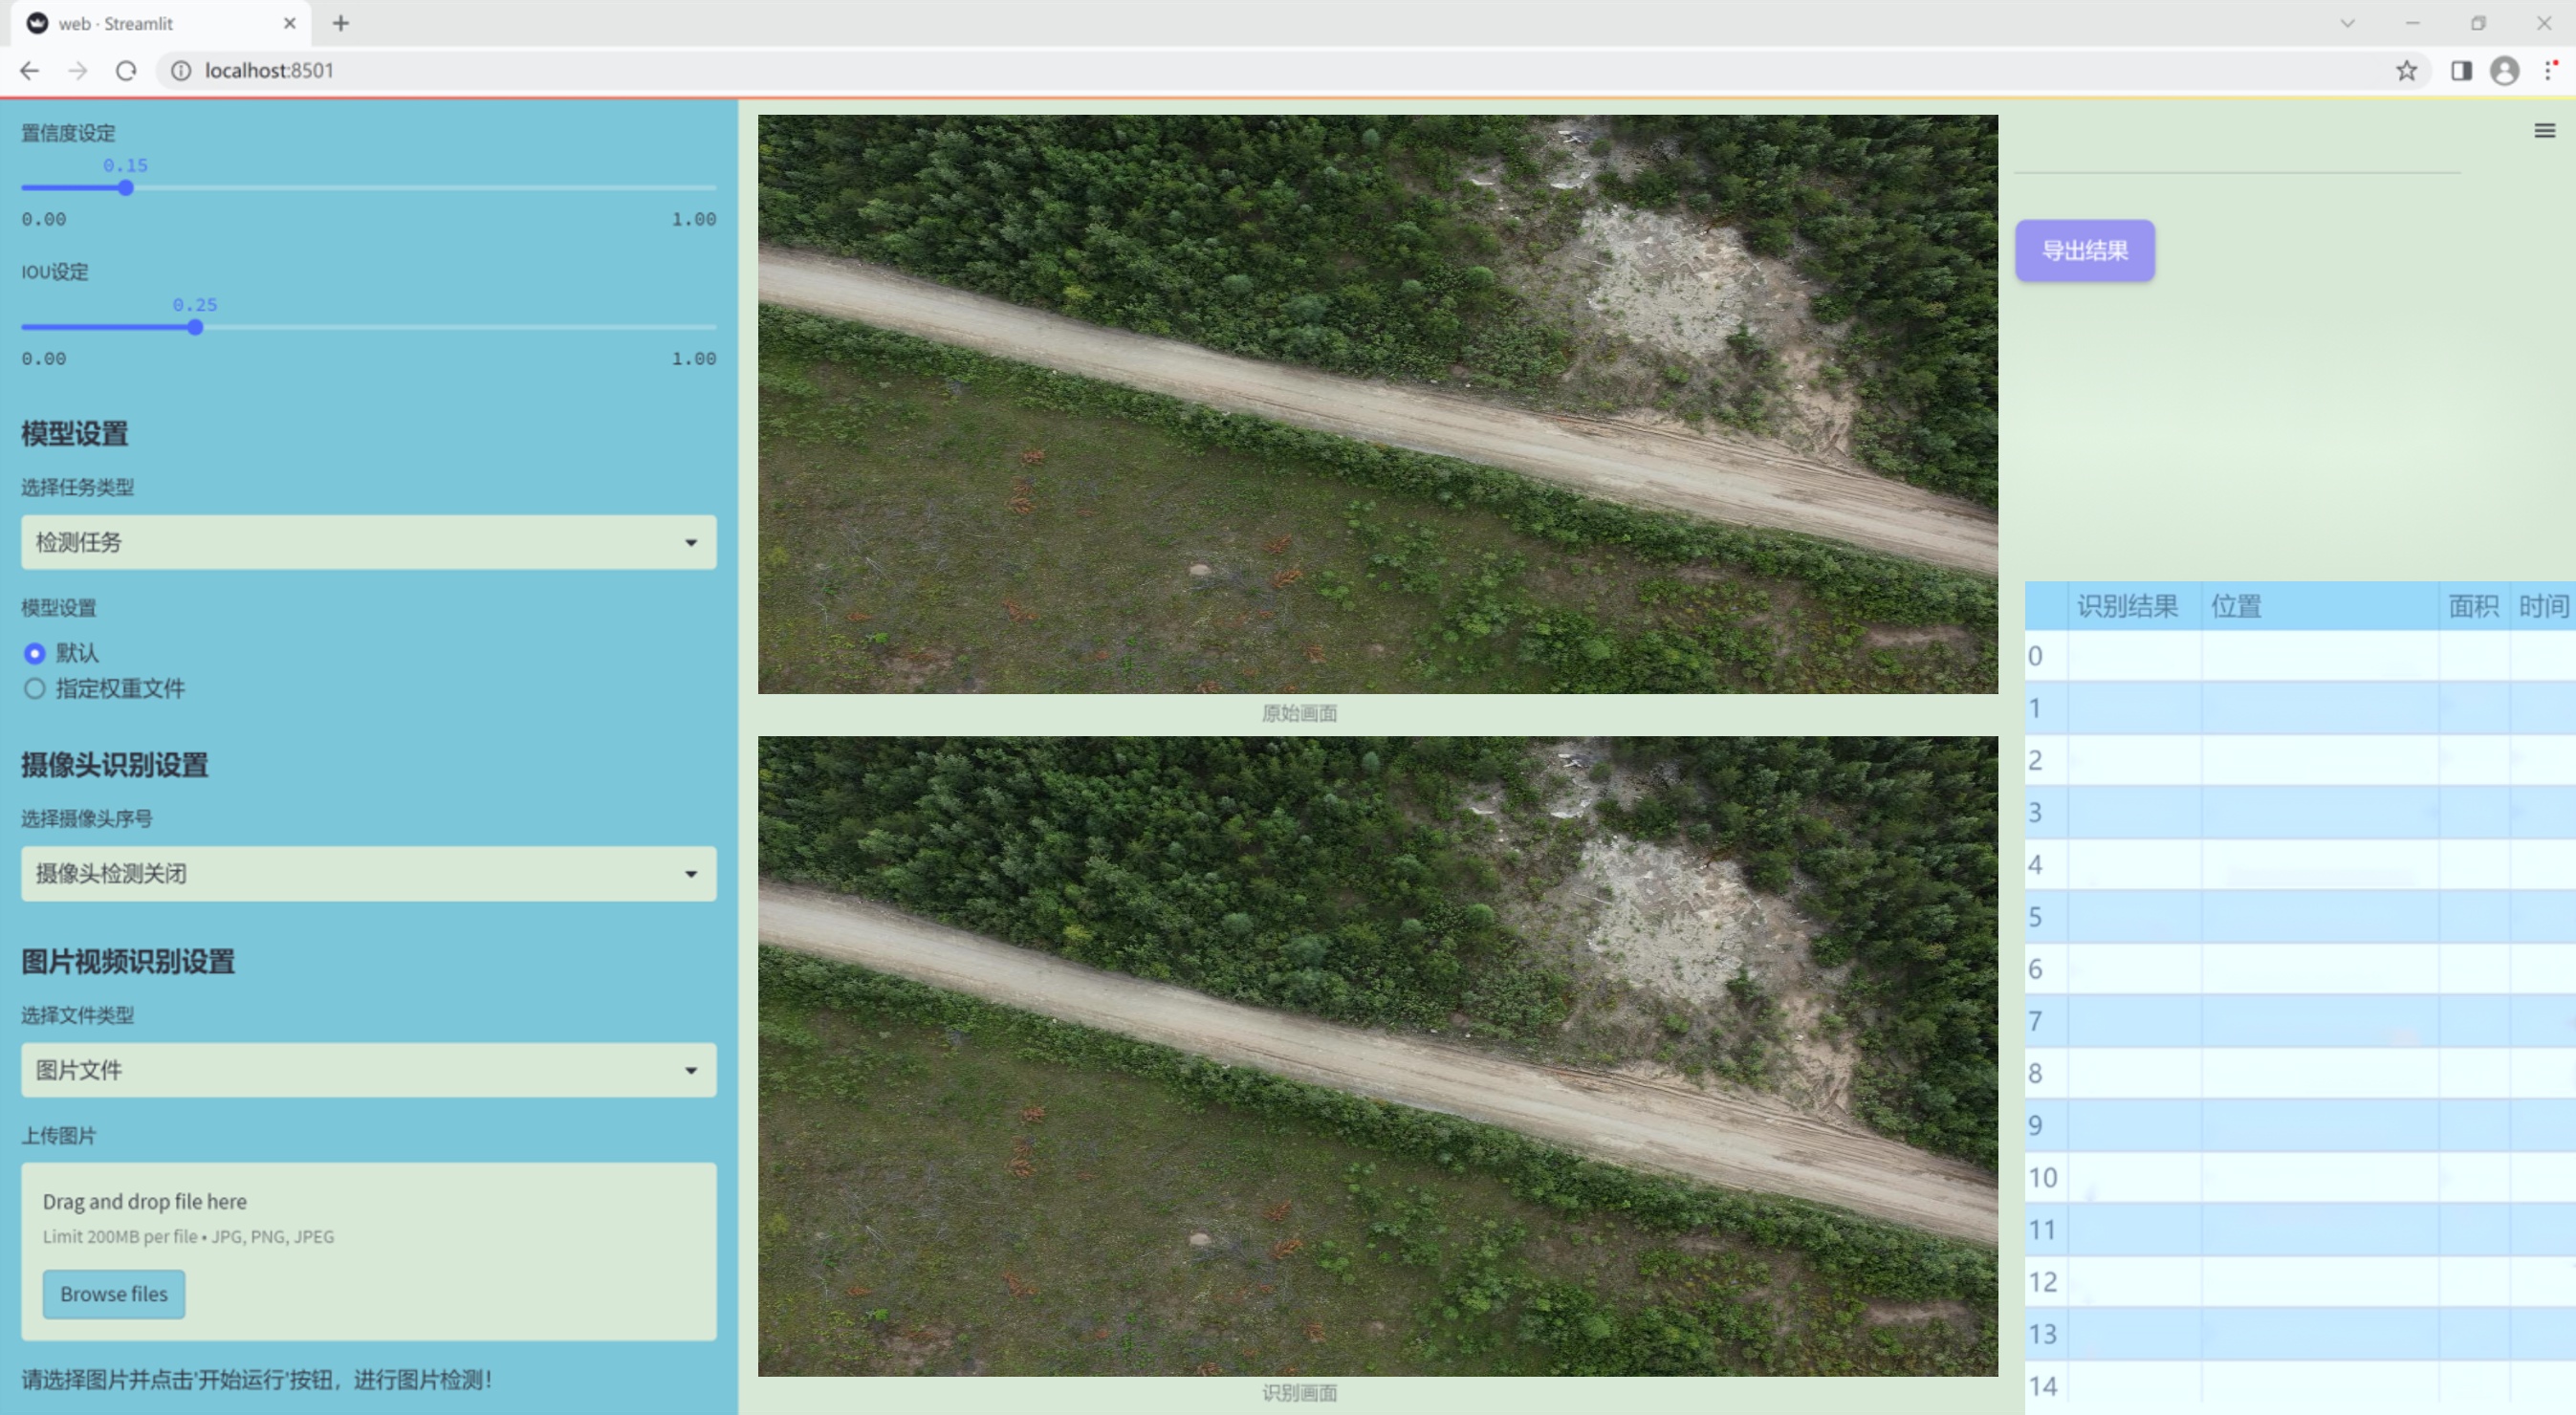 web · Streamlit
localhost:8501
置信度设定
0.15
0.00 1.00
IOU设定
0.25
0.00 1.00
模型设置
选择任务类型
检测任务
模型设置
默认
指定权重文件
摄像头识别设置
选择摄像头序号
摄像头检测关闭
图片视频识别设置
选择文件类型
图片文件
上传图片
Drag and drop file here
Limit 200MB per file • JPG, PNG, JPEG
Browse files
请选择图片并点击'开始运行'按钮，进行图片检测！
原始画面
识别画面
导出结果
识别结果 位置 面积 时间
0
1
2
3
4
5
6
7
8
9
10
11
12
13
14